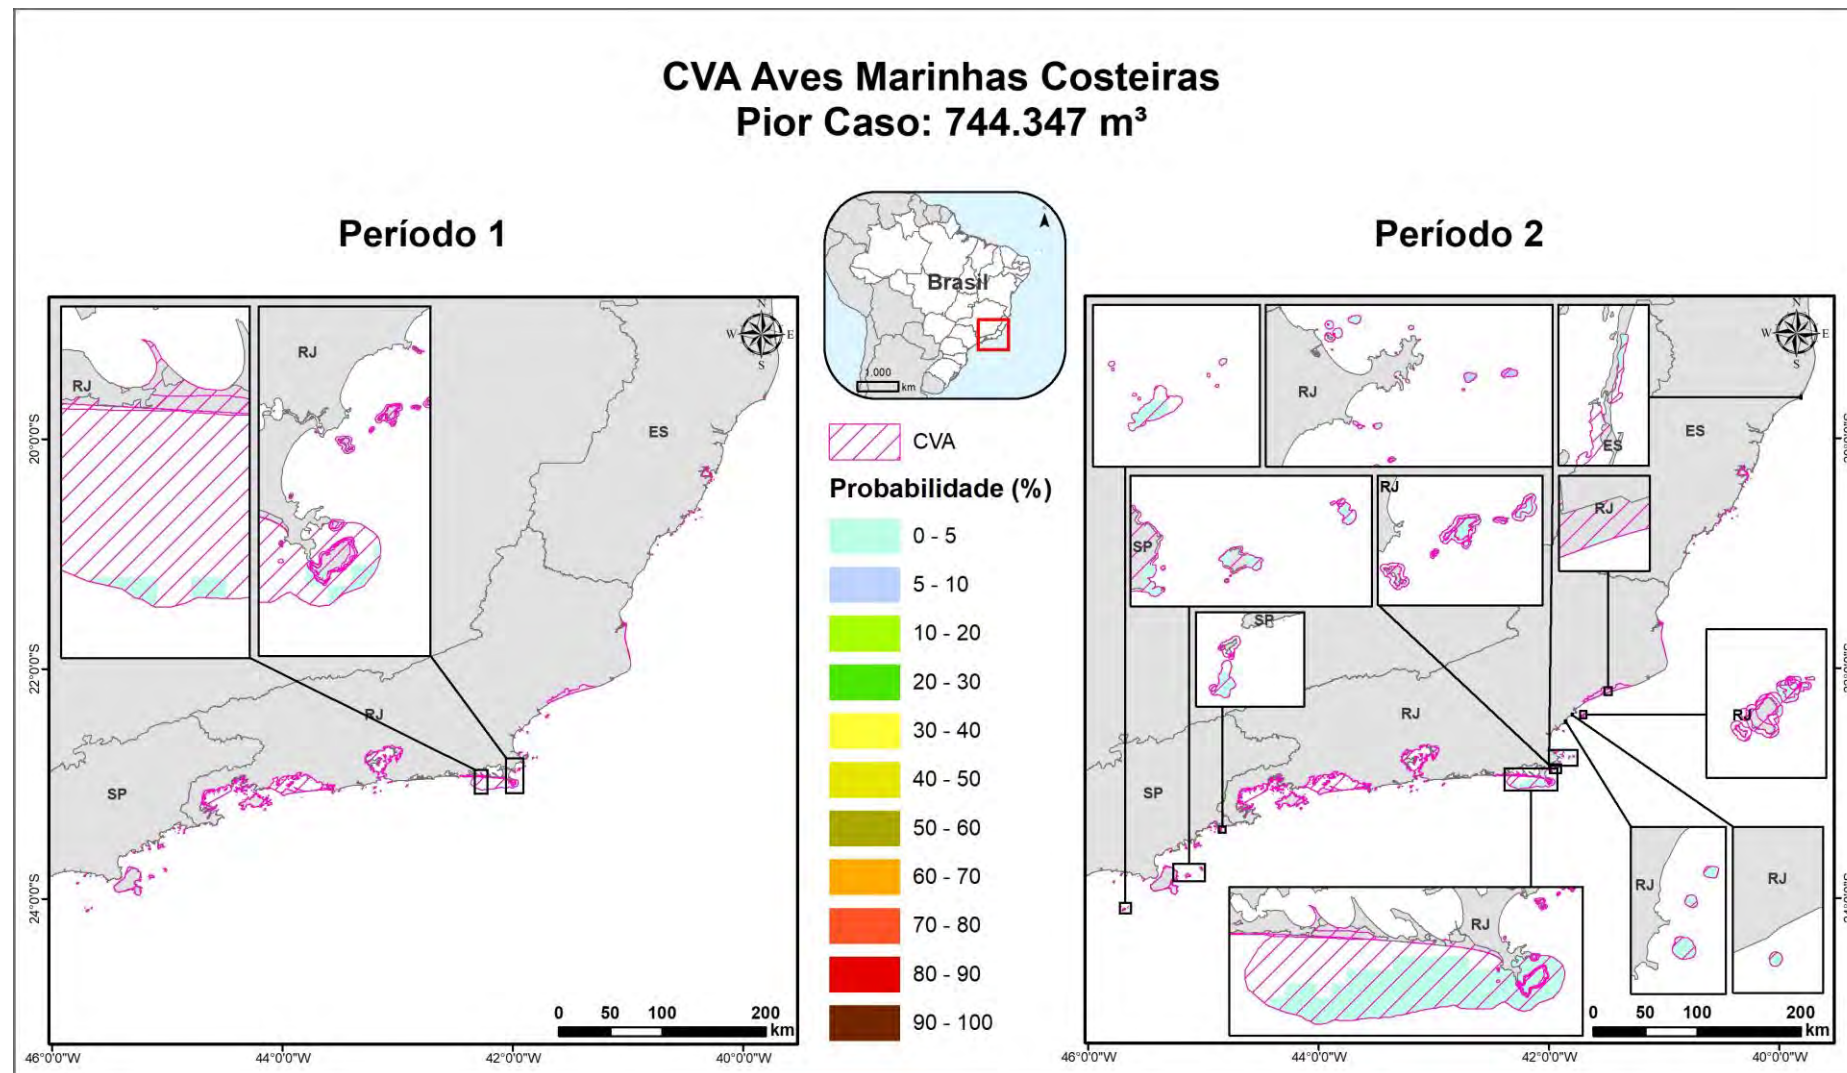 CVA Aves Marinhas Costeiras
Pior Caso: 744.347 m³
Período 1
Período 2
Brasil
1.000
km
CVA
Probabilidade (%)
0 - 5
5 - 10
10 - 20
20 - 30
30 - 40
40 - 50
50 - 60
60 - 70
70 - 80
80 - 90
90 - 100
N
W E
S
RJ
RJ
ES
RJ
SP
20°0'0"S
22°0'0"S
24°0'0"S
0 50 100 200
km
46°0'0"W 44°0'0"W 42°0'0"W 40°0'0"W
N
W E
S
RJ
ES
ES
SP
RJ
RJ
SP
RJ
RJ
SP
RJ
RJ
RJ
0 50 100 200
km
46°0'0"W 44°0'0"W 42°0'0"W 40°0'0"W